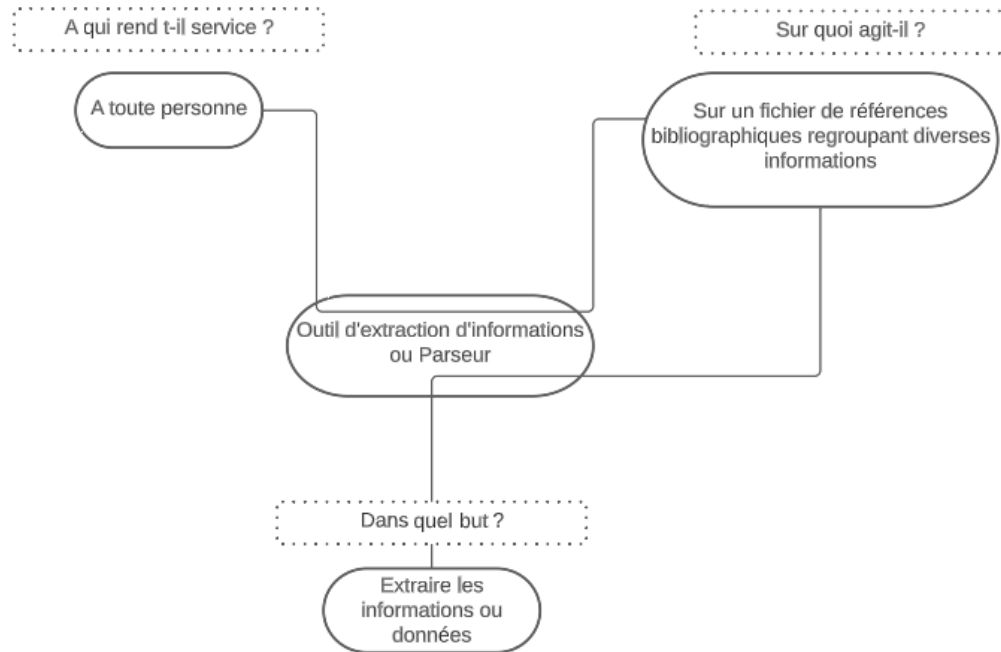 A qui rend t-il service ?
Sur quoi agit-il ?
A toute personne
Sur un fichier de références
bibliographiques regroupant diverses
informations
Outil d'extraction d'informations
ou Parseur
Dans quel but ?
Extraire les
informations ou
données